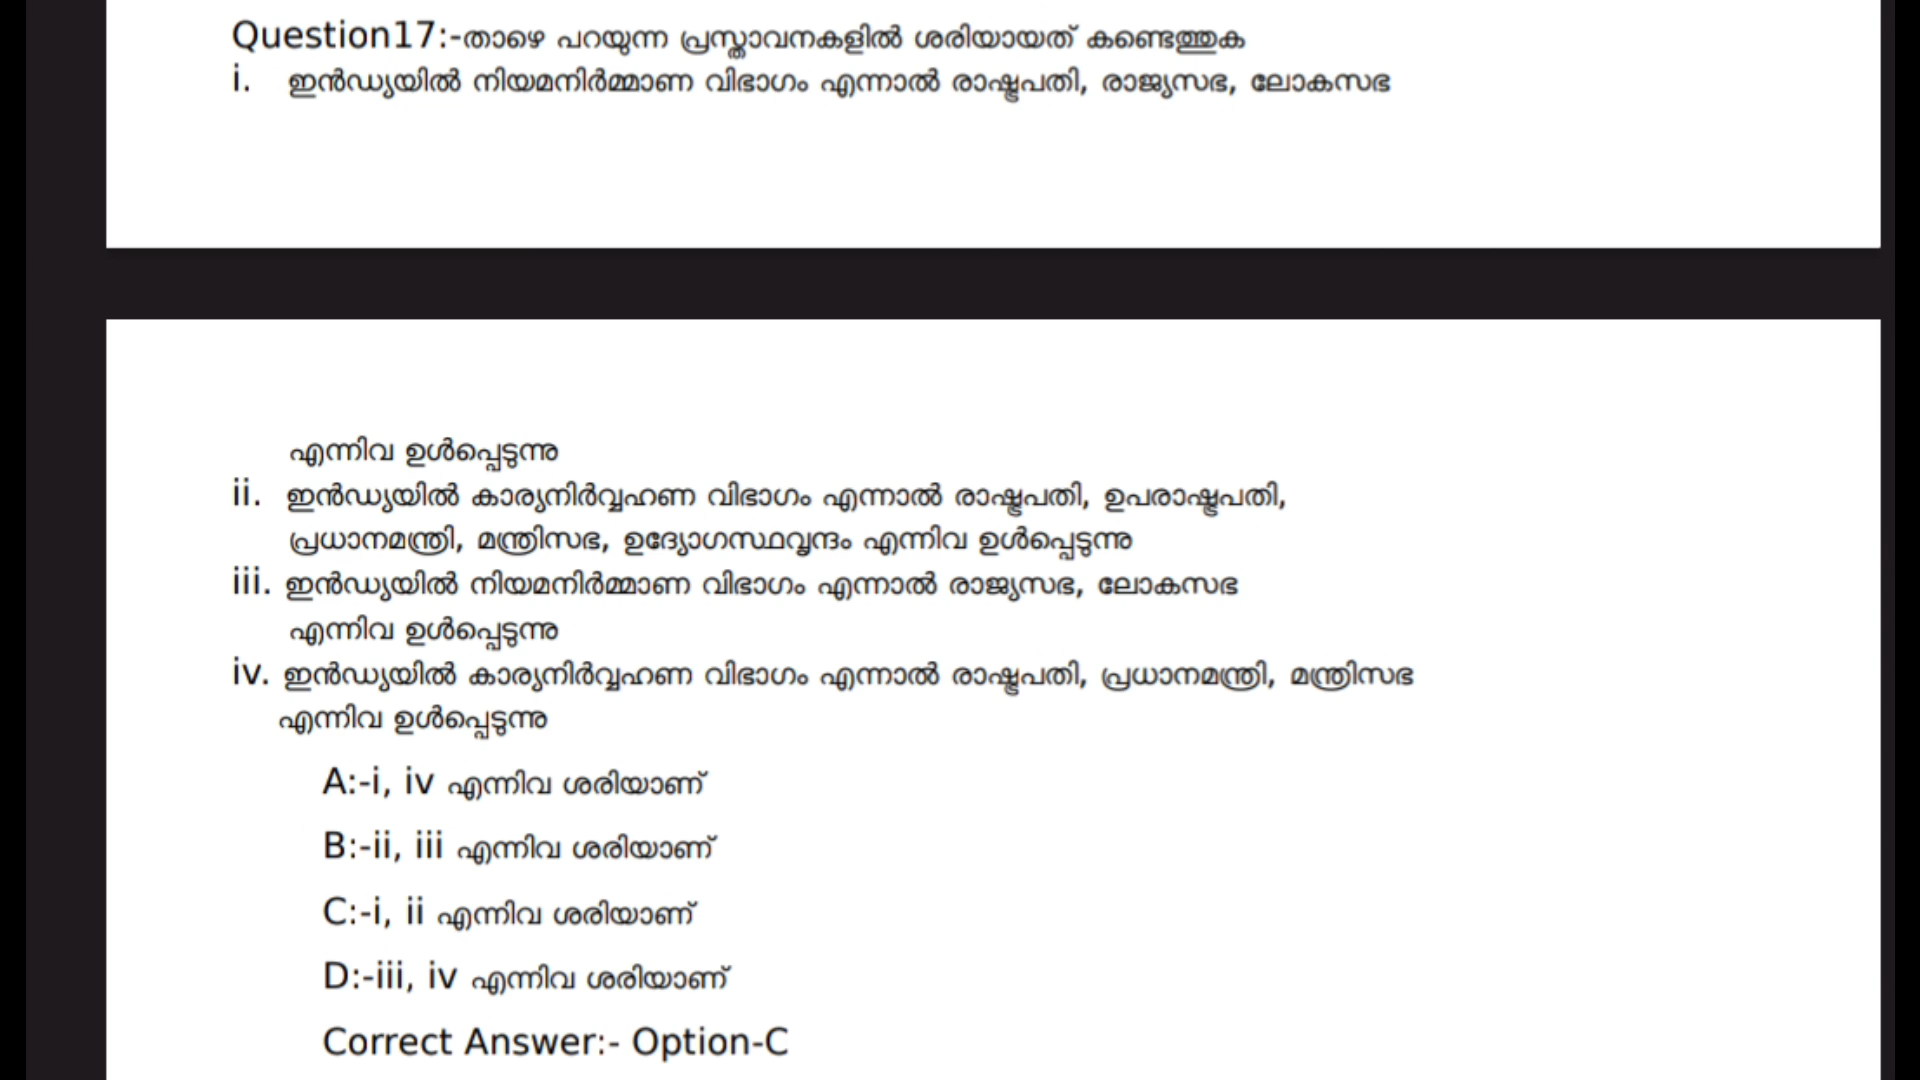 Question17:-താഴെ പറയുന്ന പ്രസ്താവനകളിൽ ശരിയായത് കണ്ടെത്തുക
i. ഇൻഡ്യയിൽ നിയമനിർമ്മാണ വിഭാഗം എന്നാൽ രാഷ്ട്രപതി, രാജ്യസഭ, ലോകസഭ
എന്നിവ ഉൾപ്പെടുന്നു
ii. ഇൻഡ്യയിൽ കാര്യനിർവ്വഹണ വിഭാഗം എന്നാൽ രാഷ്ട്രപതി, ഉപരാഷ്ട്രപതി,
പ്രധാനമന്ത്രി, മന്ത്രിസഭ, ഉദ്യോഗസ്ഥവൃന്ദം എന്നിവ ഉൾപ്പെടുന്നു
iii. ഇൻഡ്യയിൽ നിയമനിർമ്മാണ വിഭാഗം എന്നാൽ രാജ്യസഭ, ലോകസഭ
എന്നിവ ഉൾപ്പെടുന്നു
iv. ഇൻഡ്യയിൽ കാര്യനിർവ്വഹണ വിഭാഗം എന്നാൽ രാഷ്ട്രപതി, പ്രധാനമന്ത്രി, മന്ത്രിസഭ
എന്നിവ ഉൾപ്പെടുന്നു
A:-i, iv എന്നിവ ശരിയാണ്
B:-ii, iii എന്നിവ ശരിയാണ്
C:-i, ii എന്നിവ ശരിയാണ്
D:-iii, iv എന്നിവ ശരിയാണ്
Correct Answer:- Option-C